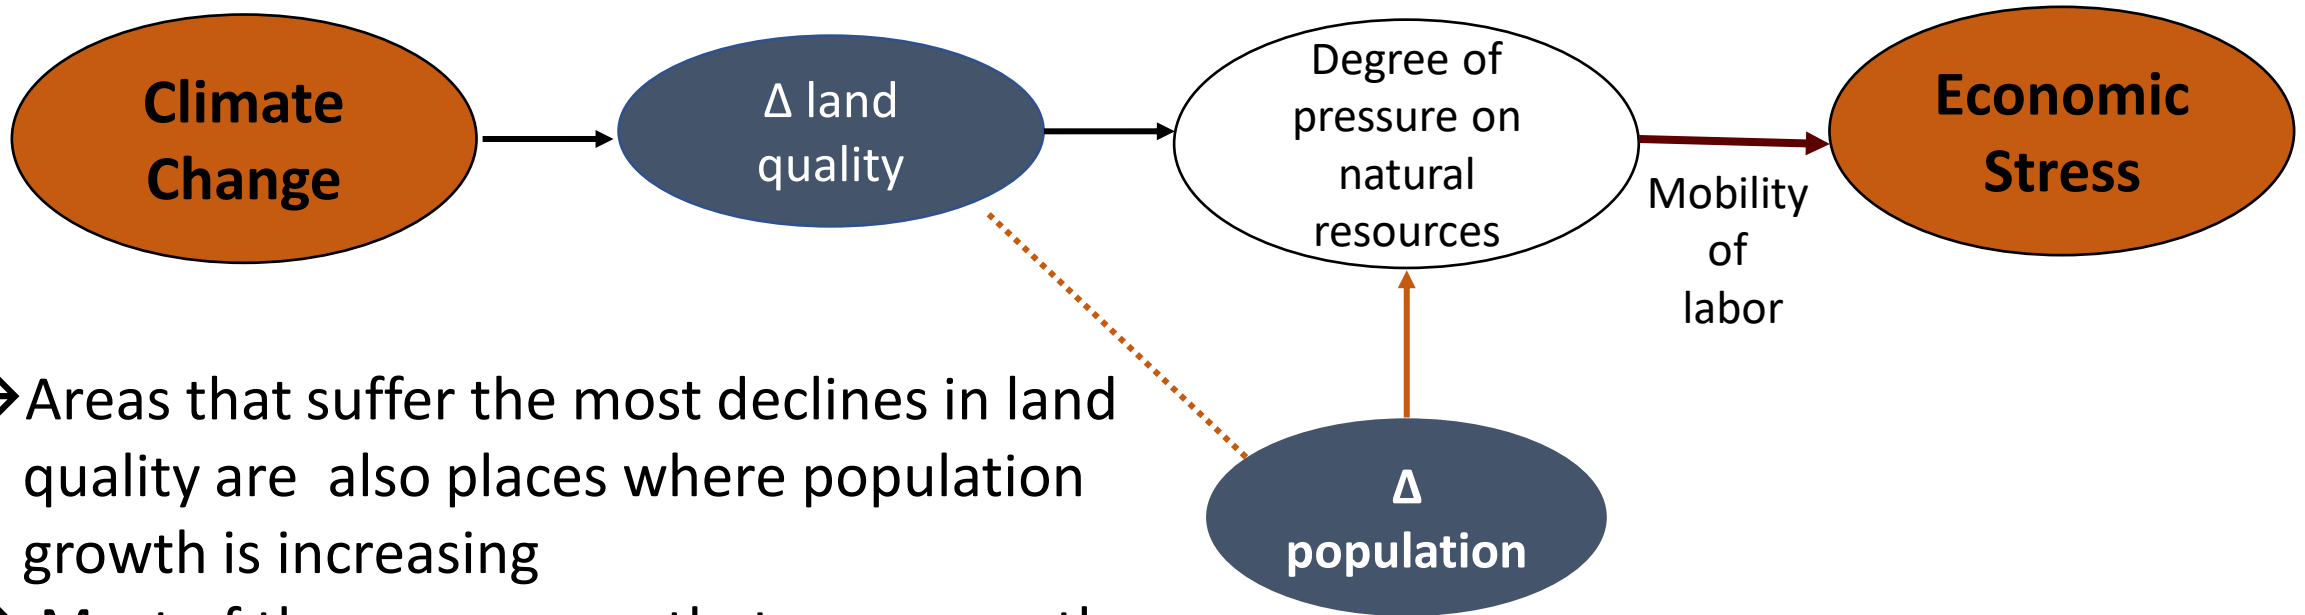 Climate
Change
Δ land
quality
Degree of
pressure on
natural
resources
Mobility
of
labor
Economic
Stress
Δ
population
Areas that suffer the most declines in land
quality are  also places where population
growth is increasing